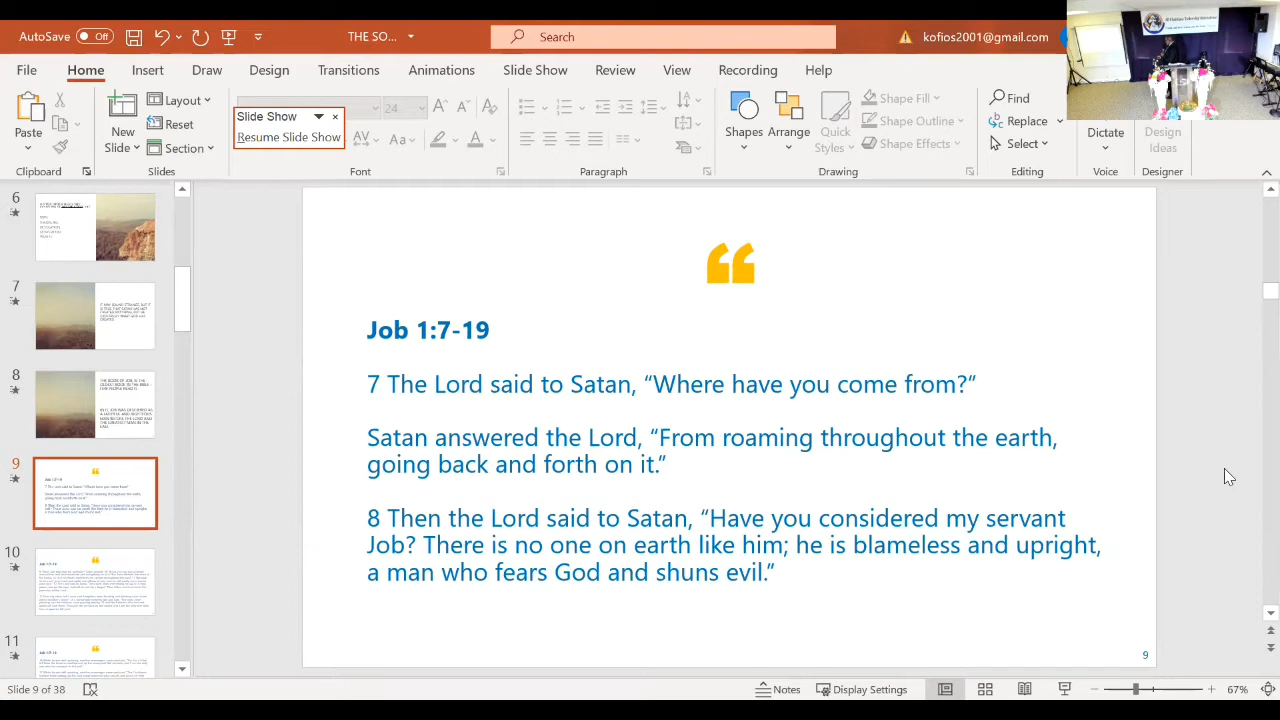 AutoSave Off
THE SO...
Search
kofios2001@gmail.com
File Home Insert Draw Design Transitions Animations Slide Show Review View Recording Help
Paste
Clipboard
New
Slide
Layout
Reset
Section
Slides
Slide Show
Resume Slide Show
24
Aa
Font
Paragraph
Shapes
Arrange
Quick
Styles
Shape Fill
Shape Outline
Shape Effects
Drawing
Find
Replace
Select
Editing
Dictate
Voice
Design
Ideas
Designer
6
7
8
9
10
11
“
Job 1:7-19
7 The Lord said to Satan, “Where have you come from?”
Satan answered the Lord, “From roaming throughout the earth,
going back and forth on it.”
8 Then the Lord said to Satan, “Have you considered my servant
Job? There is no one on earth like him; he is blameless and upright,
a man who fears God and shuns evil.”
9
Slide 9 of 38
Notes
Display Settings
67%